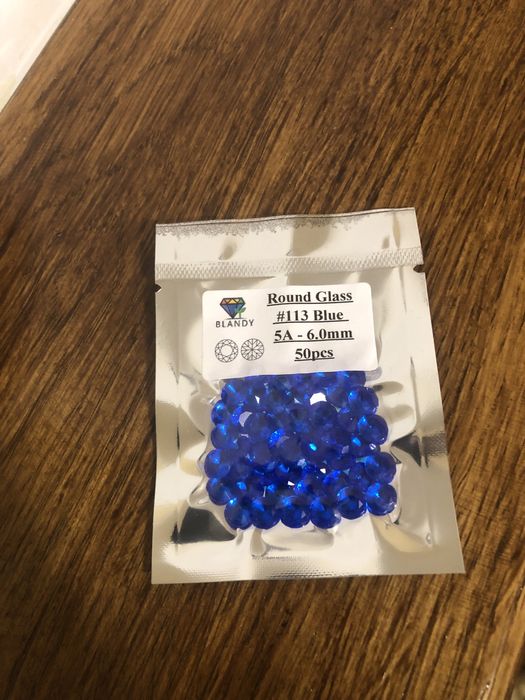 BLANDY
Round Glass
#113 Blue
5A - 6.0mm
50pcs